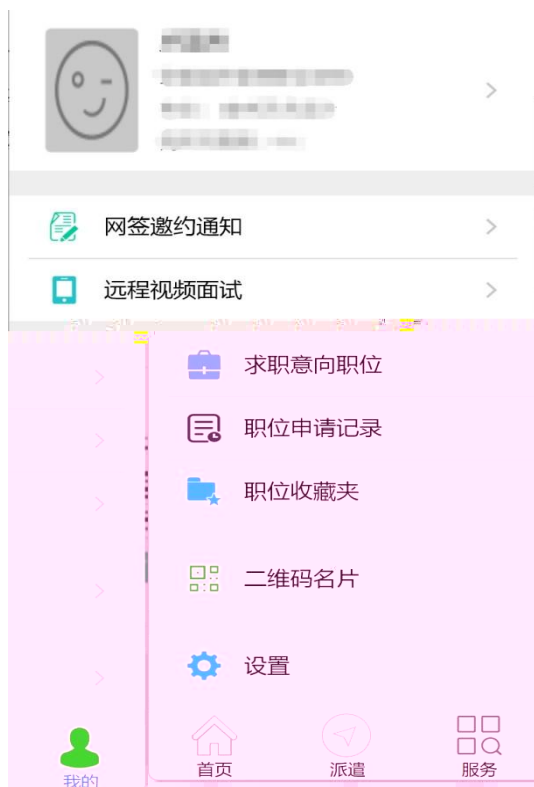 网签邀约通知
远程视频面试
求职意向职位
职位申请记录
职位收藏夹
二维码名片
设置
我的
首页
派遣
服务